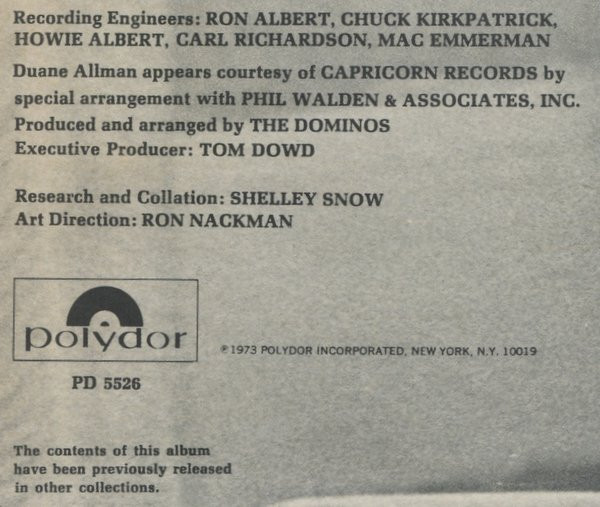 Recording Engineers: RON ALBERT, CHUCK KIRKPATRICK,
HOWIE ALBERT, CARL RICHARDSON, MAC EMMERMAN
Duane Allman appears courtesy of CAPRICORN RECORDS by
special arrangement with PHIL WALDEN & ASSOCIATES, INC.
Produced and arranged by THE DOMINOS
Executive Producer: TOM DOWD
Research and Collation: SHELLEY SNOW
Art Direction: RON NACKMAN
polydor
℗1973 POLYDOR INCORPORATED, NEW YORK, N.Y. 10019
PD 5526
The contents of this album
have been previously released
in other collections.